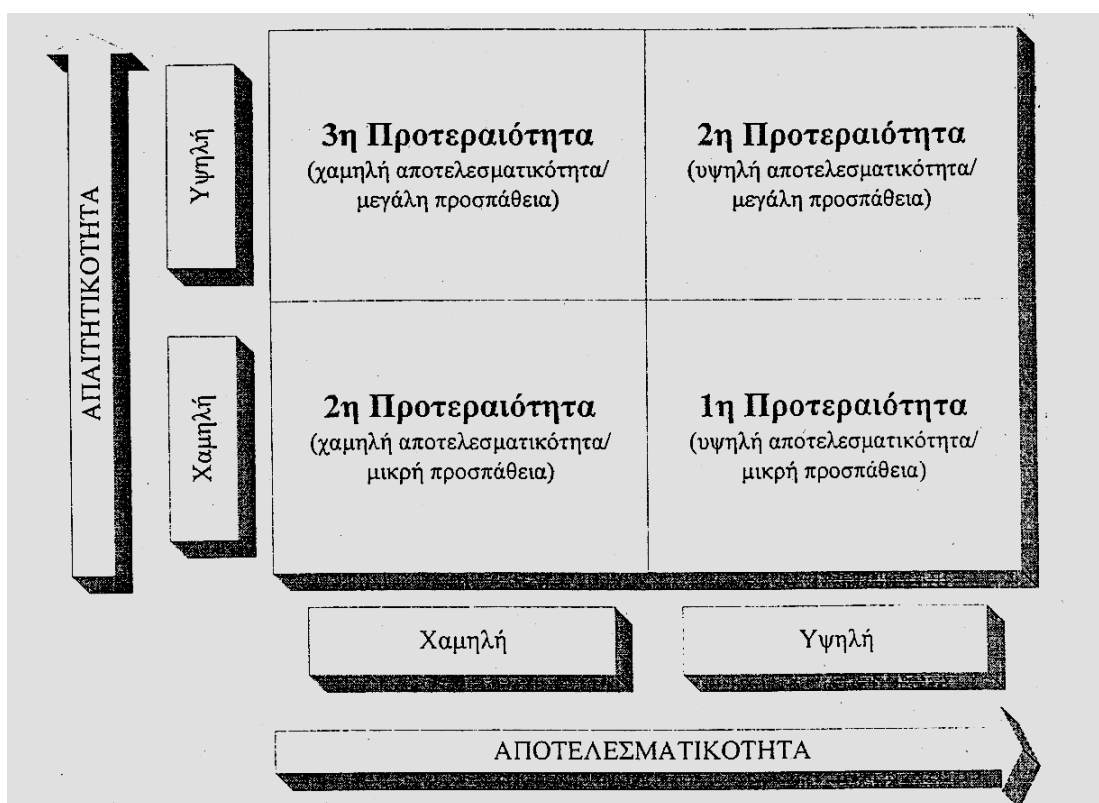 ΑΠΑΙΤΗΤΙΚΟΤΗΤΑ
Υψηλή
3η Προτεραιότητα
(χαμηλή αποτελεσματικότητα/
μεγάλη προσπάθεια)
2η Προτεραιότητα
(υψηλή αποτελεσματικότητα/
μεγάλη προσπάθεια)
Χαμηλή
2η Προτεραιότητα
(χαμηλή αποτελεσματικότητα/
μικρή προσπάθεια)
1η Προτεραιότητα
(υψηλή αποτελεσματικότητα/
μικρή προσπάθεια)
Χαμηλή
Υψηλή
ΑΠΟΤΕΛΕΣΜΑΤΙΚΟΤΗΤΑ